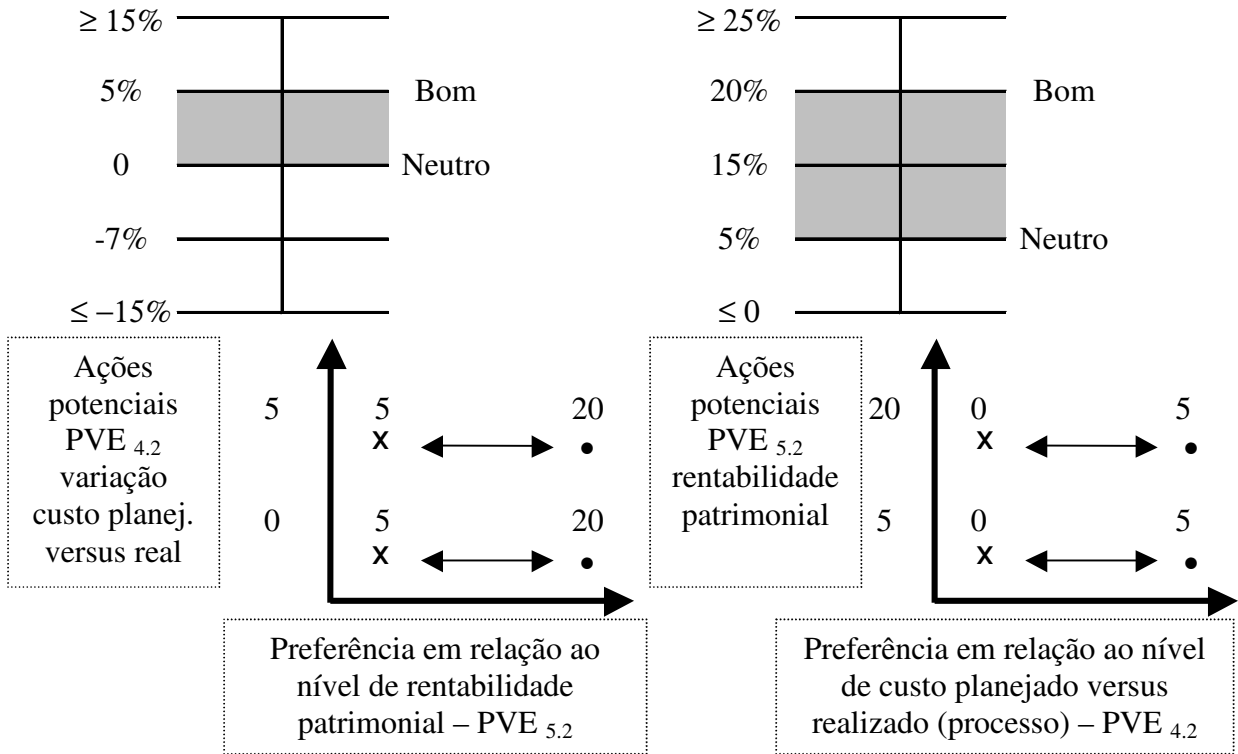 ≥ 15%
5% Bom
0 Neutro
-7%
≤ –15%
≥ 25%
20% Bom
15%
5% Neutro
≤ 0
Ações
potenciais
PVE 4.2
variação
custo planej.
versus real
5 5 20
x
0 5 20
x
Preferência em relação ao
nível de rentabilidade
patrimonial – PVE 5.2
Ações
potenciais
PVE 5.2
rentabilidade
patrimonial
20 0 5
x
5 0 5
x
Preferência em relação ao nível
de custo planejado versus
realizado (processo) – PVE 4.2